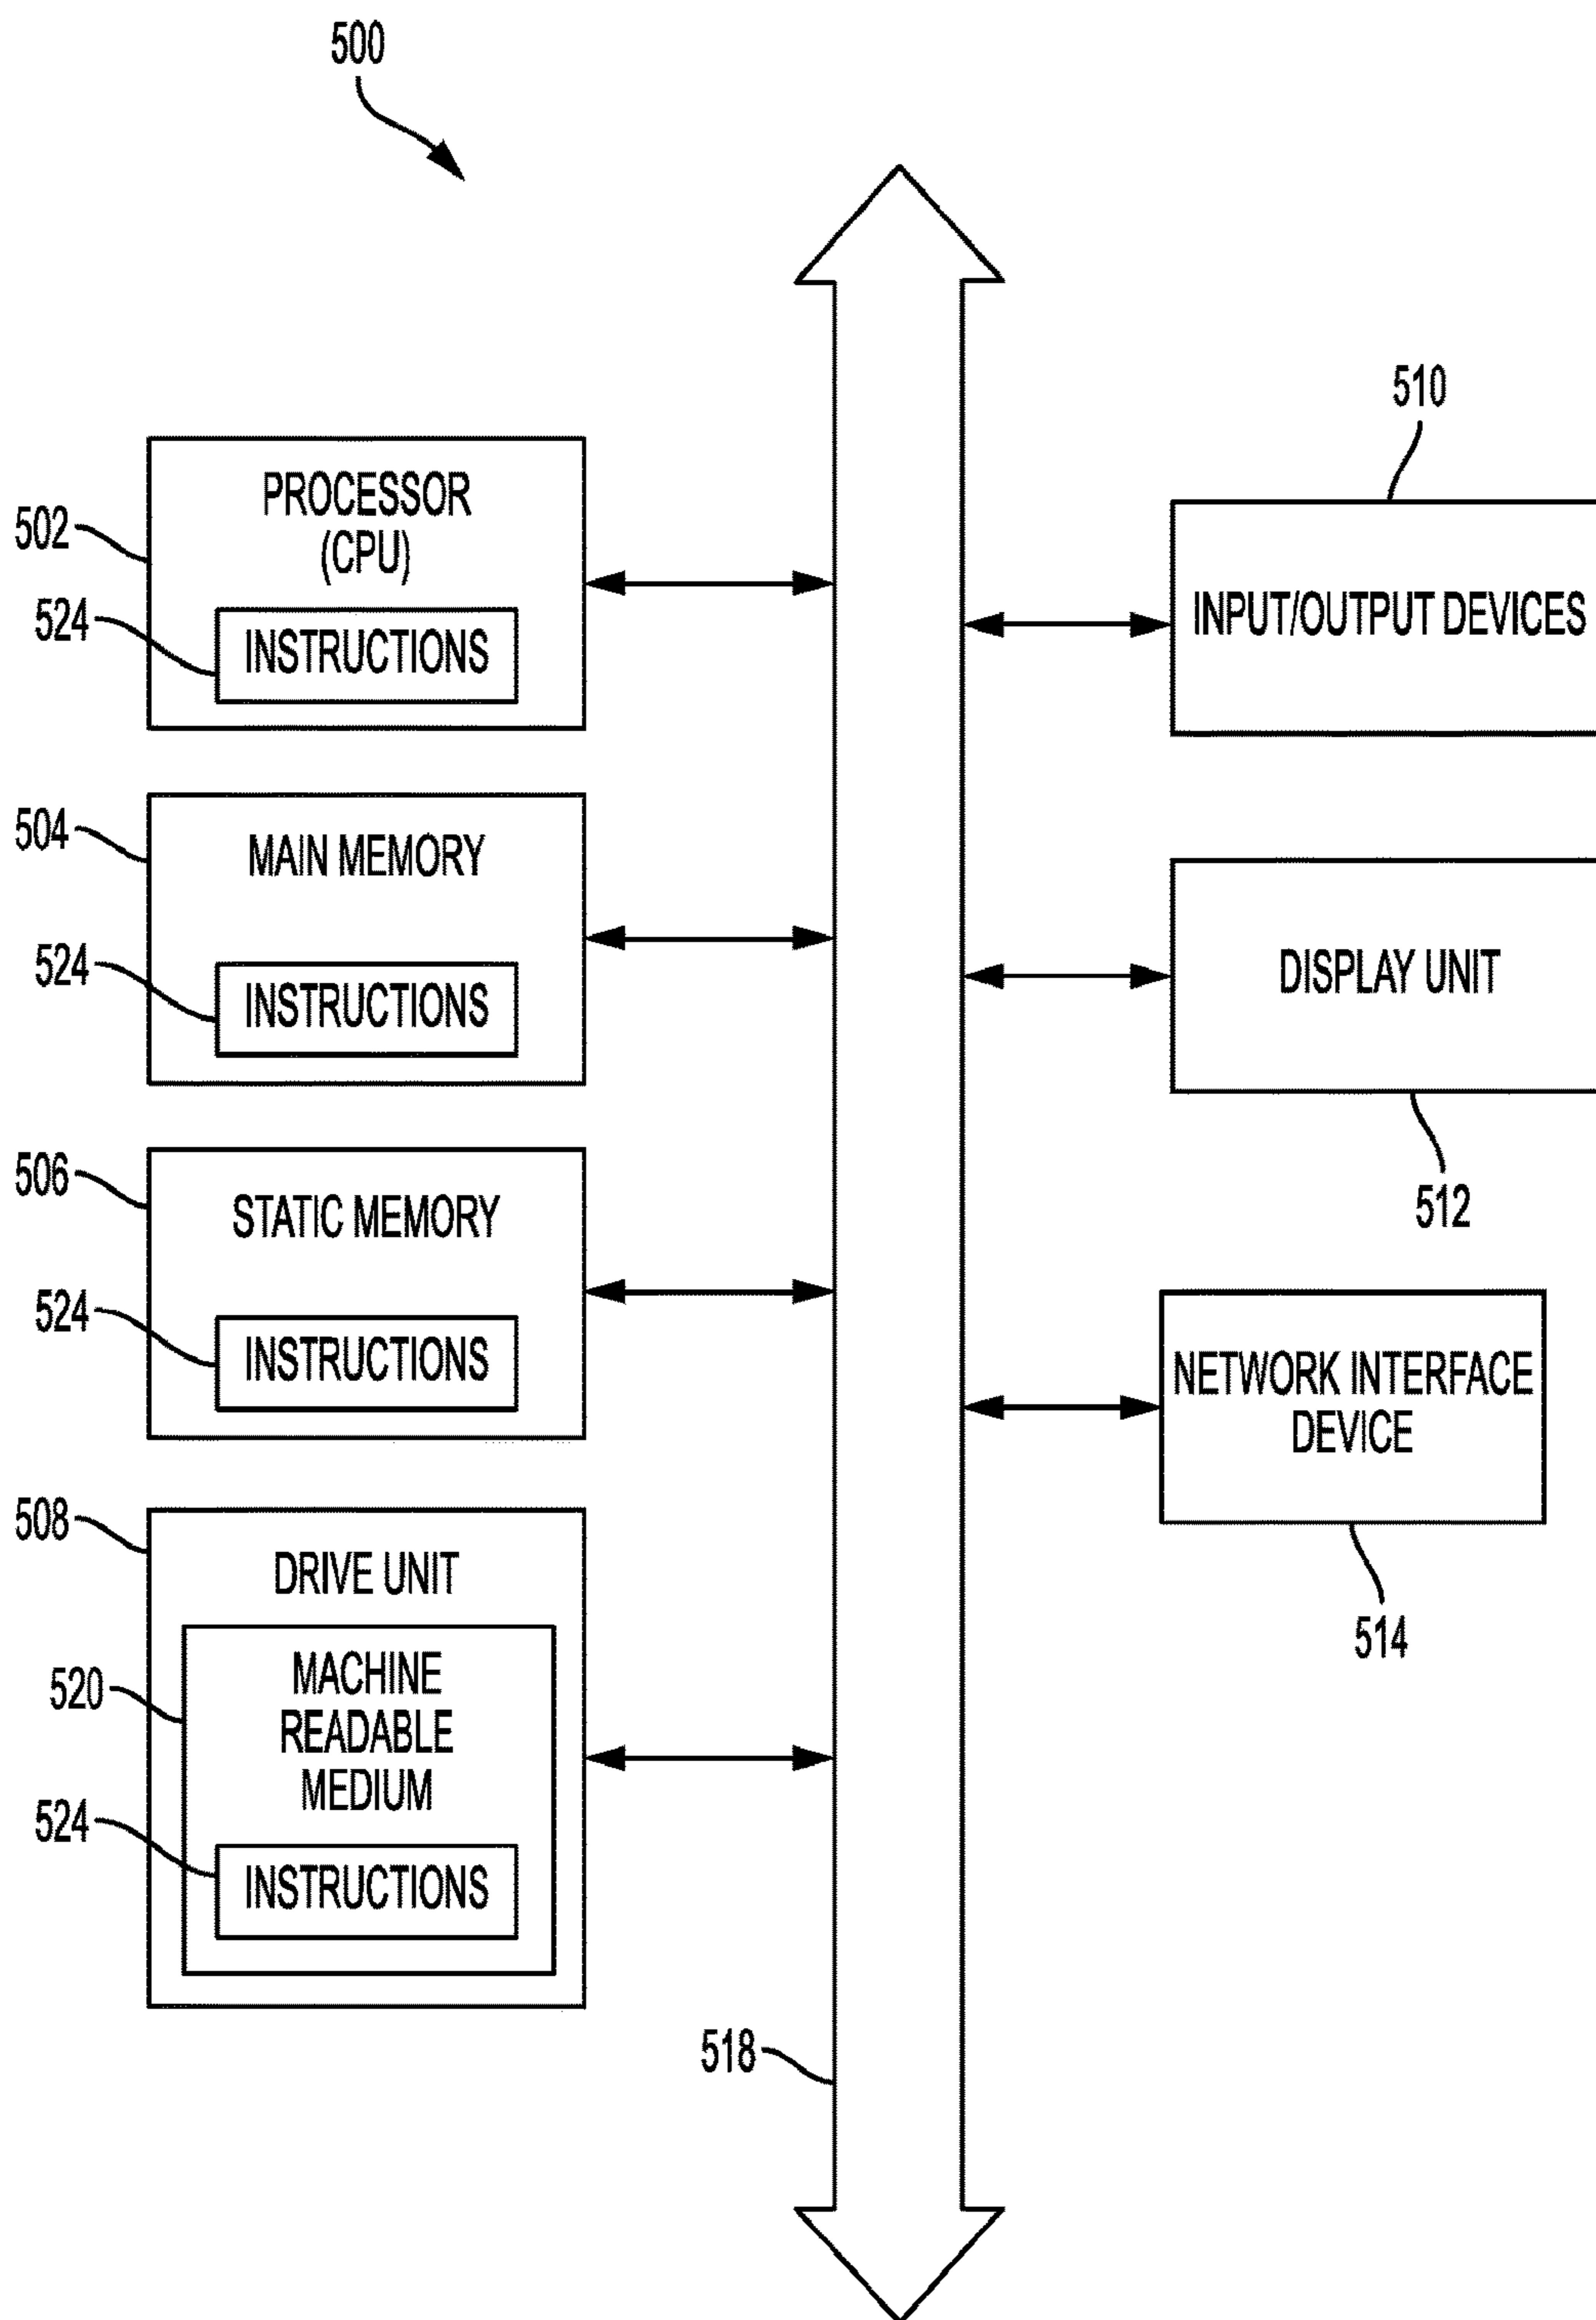 500
502
PROCESSOR
(CPU)
524
INSTRUCTIONS
504
MAIN MEMORY
524
INSTRUCTIONS
506
STATIC MEMORY
524
INSTRUCTIONS
508
DRIVE UNIT
520
MACHINE
READABLE
MEDIUM
524
INSTRUCTIONS
518
510
INPUT/OUTPUT DEVICES
DISPLAY UNIT
512
NETWORK INTERFACE
DEVICE
514